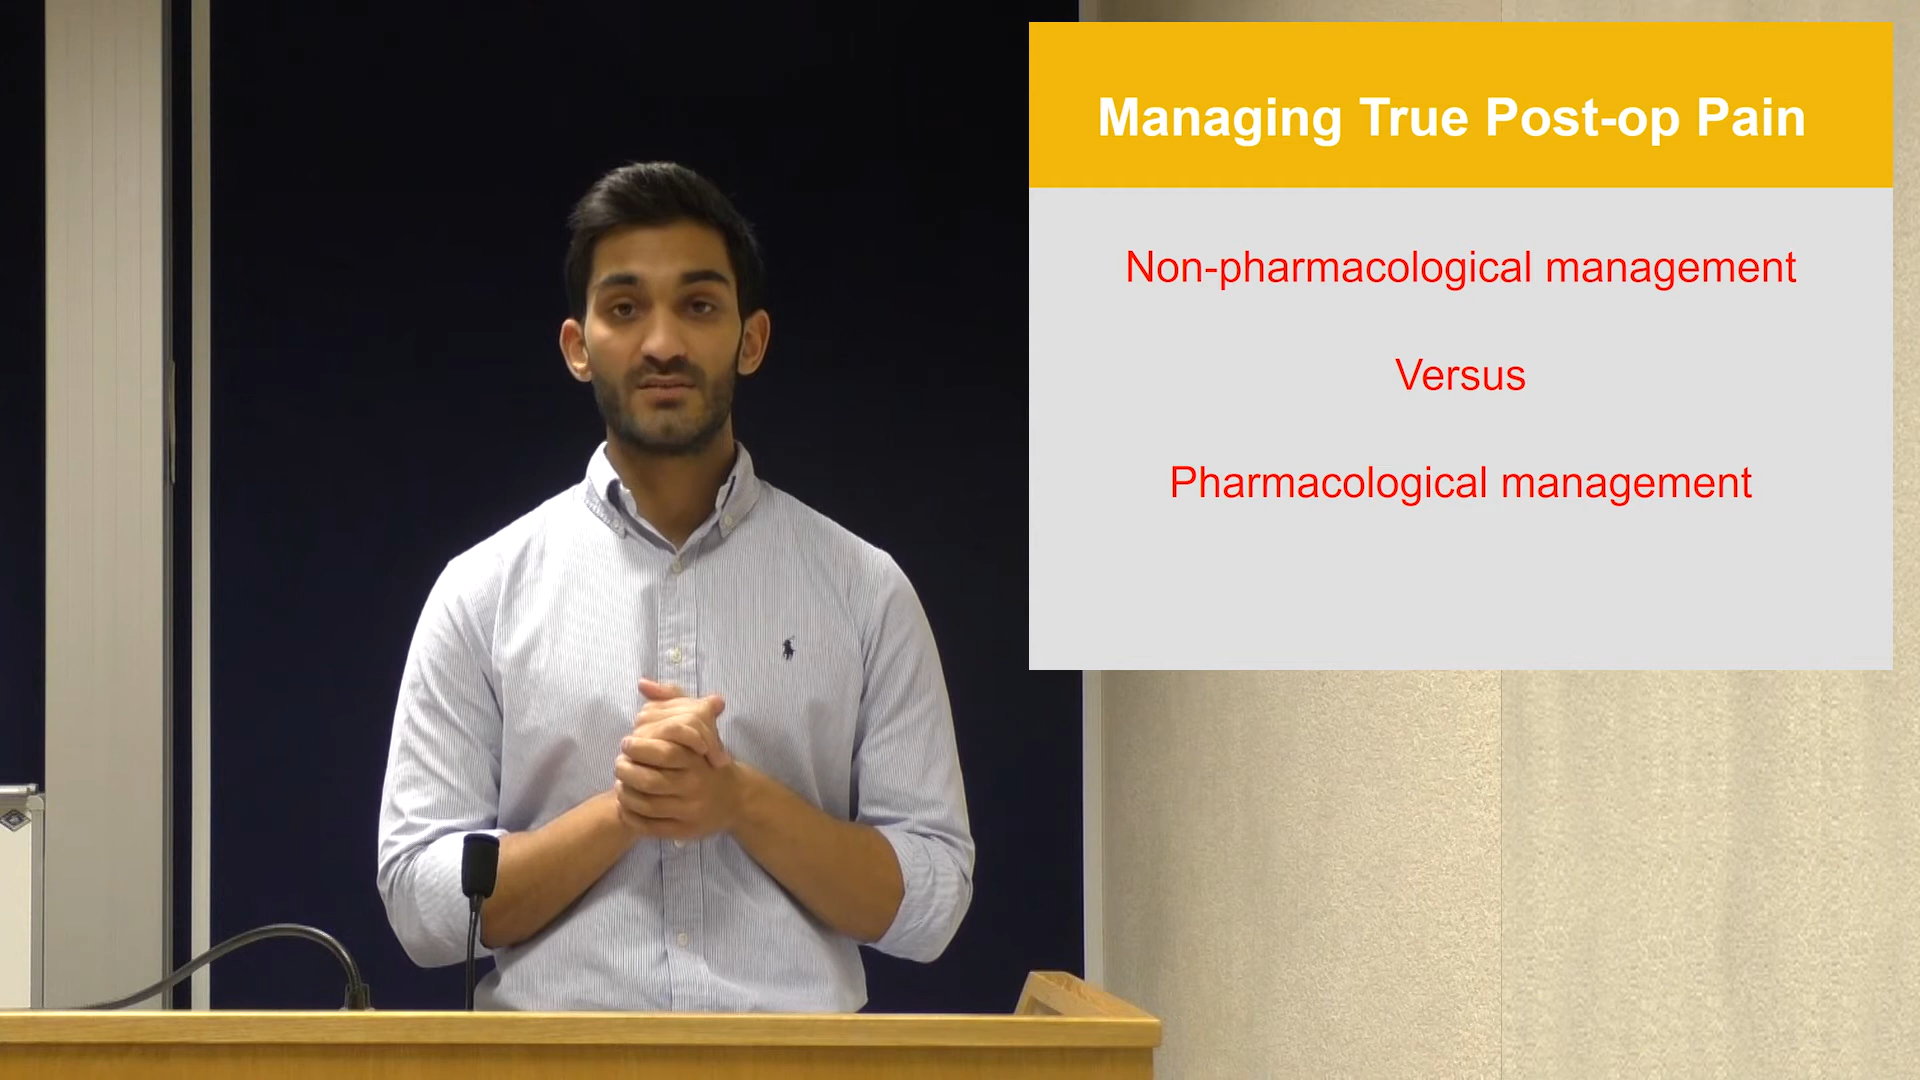 Managing True Post-op Pain
Non-pharmacological management
Versus
Pharmacological management